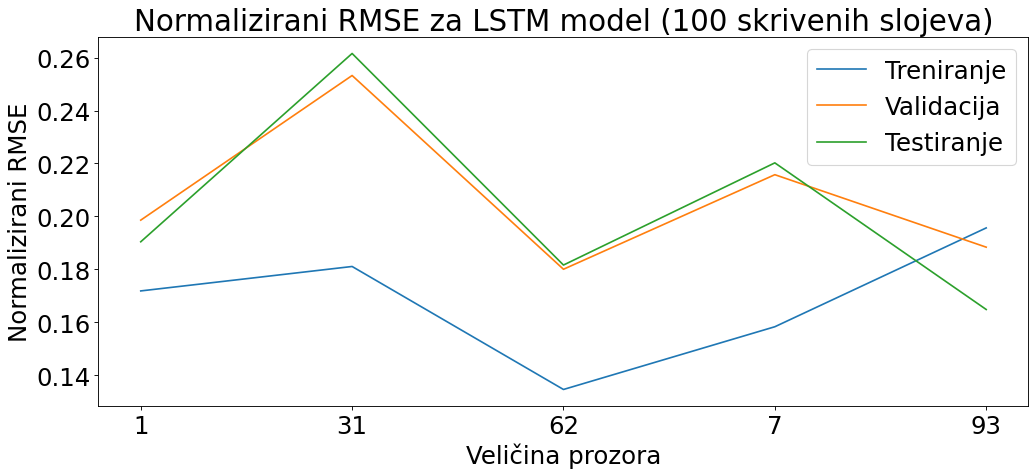 Normalizirani RMSE za LSTM model (100 skrivenih slojeva)
Normalizirani RMSE
0.26
0.24
0.22
0.20
0.18
0.16
0.14
Treniranje
Validacija
Testiranje
1 31 62 7 93
Veličina prozora